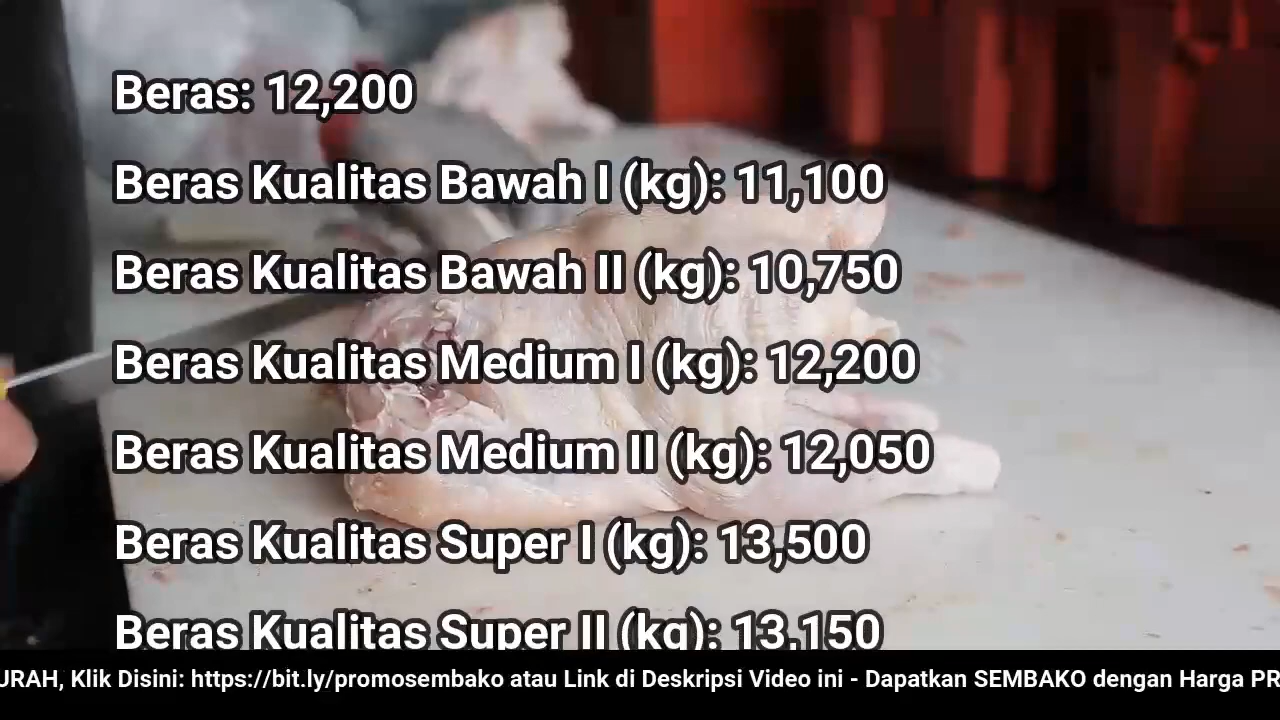 Beras: 12,200
Beras Kualitas Bawah I (kg): 11,100
Beras Kualitas Bawah II (kg): 10,750
Beras Kualitas Medium I (kg): 12,200
Beras Kualitas Medium II (kg): 12,050
Beras Kualitas Super I (kg): 13,500
Beras Kualitas Super II (kg): 13,150
URAH, Klik Disini: https://bit.ly/promosembako atau Link di Deskripsi Video ini - Dapatkan SEMBAKO dengan Harga PR